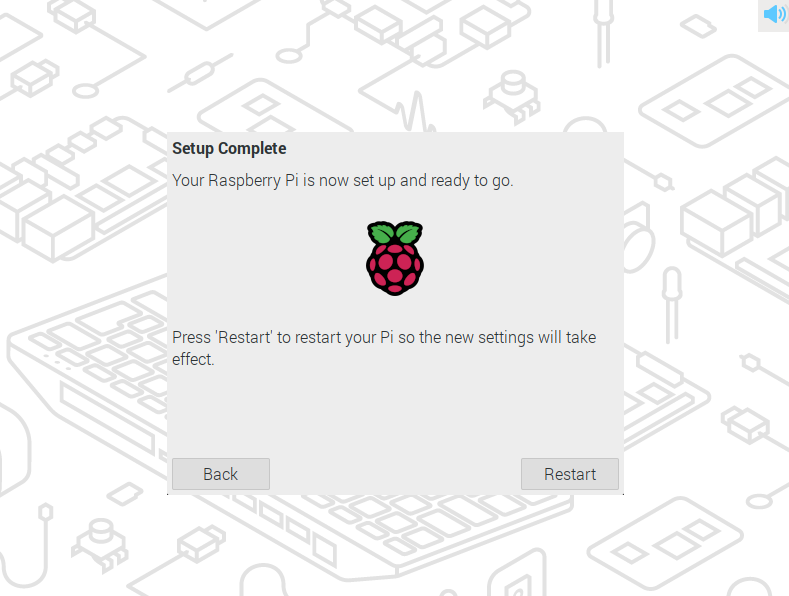 Setup Complete
Your Raspberry Pi is now set up and ready to go.
Press 'Restart' to restart your Pi so the new settings will take
effect.
Back
Restart